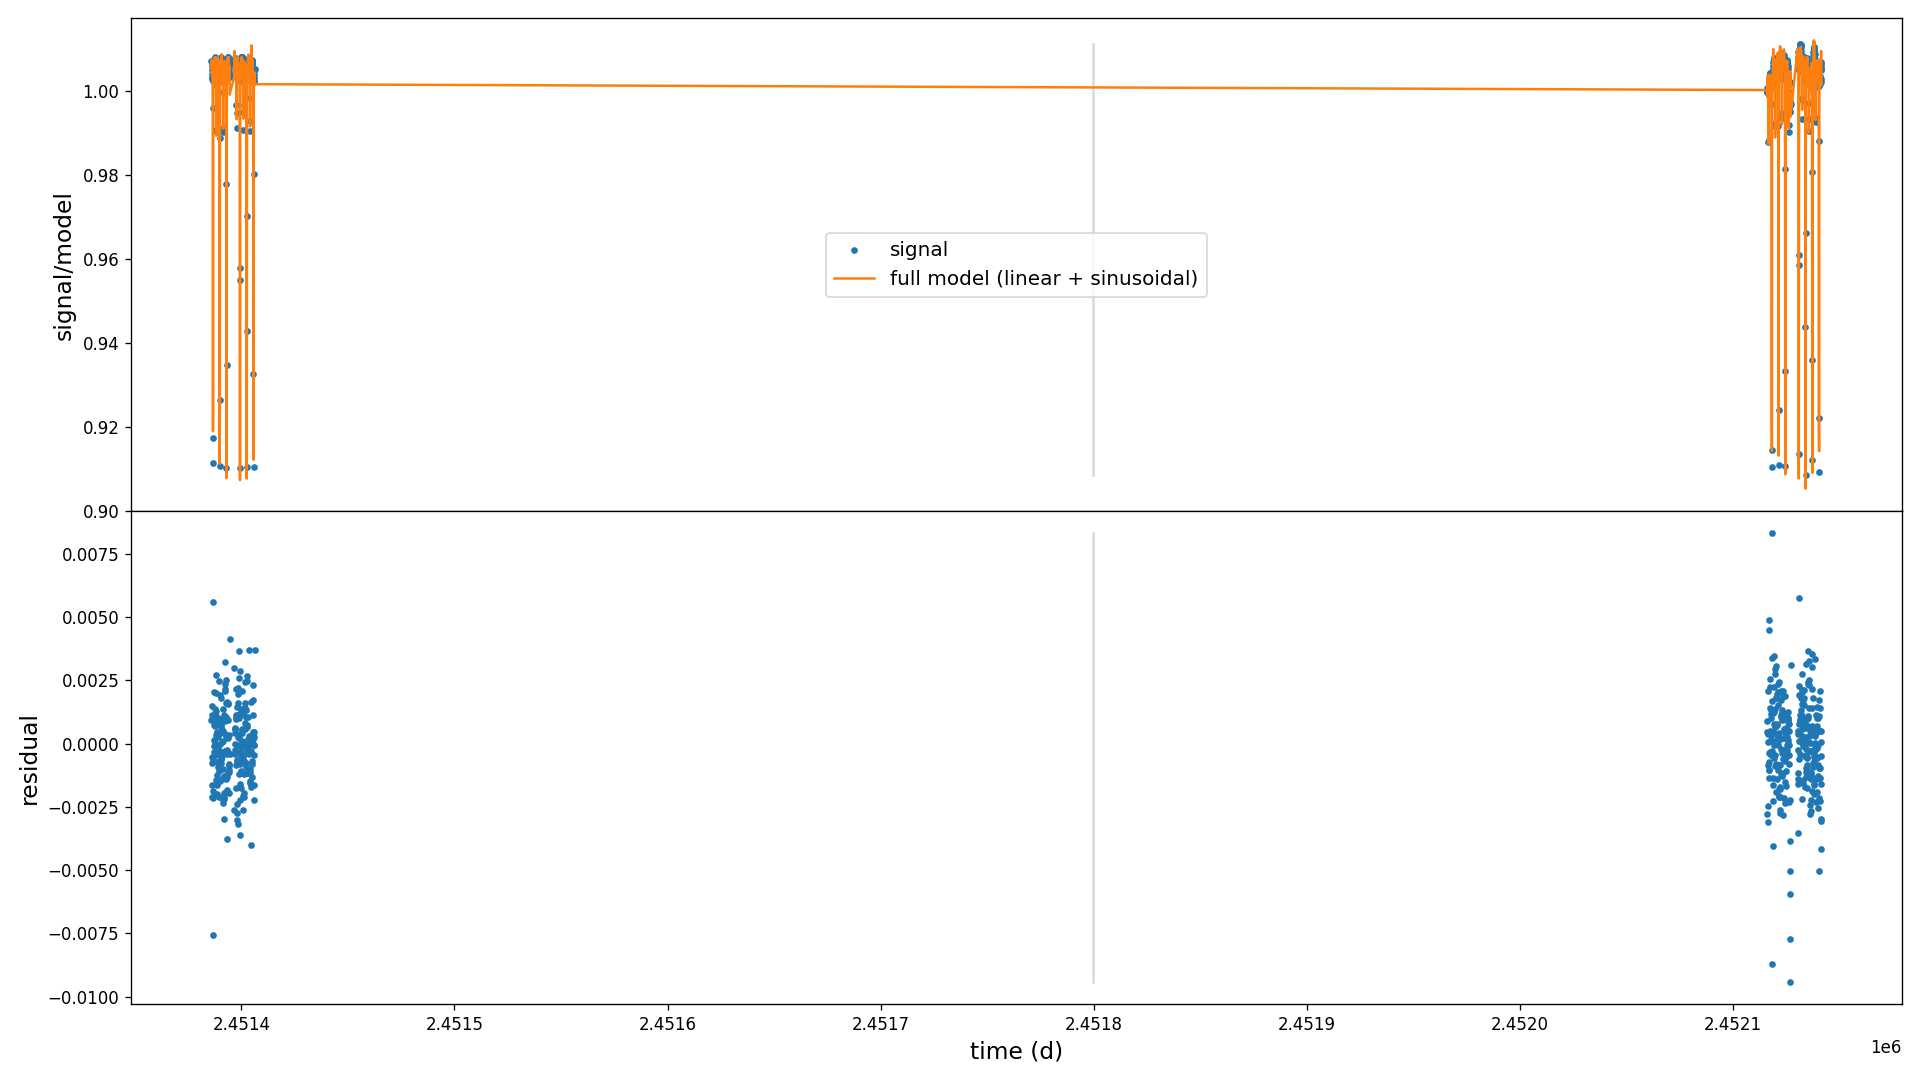 1.00
0.98
0.96
0.94
0.92
0.90
signal/model
signal
full model (linear + sinusoidal)
0.0075
0.0050
0.0025
0.0000
−0.0025
−0.0050
−0.0075
−0.0100
residual
2.4514 2.4515 2.4516 2.4517 2.4518 2.4519 2.4520 2.4521
1e6
time (d)